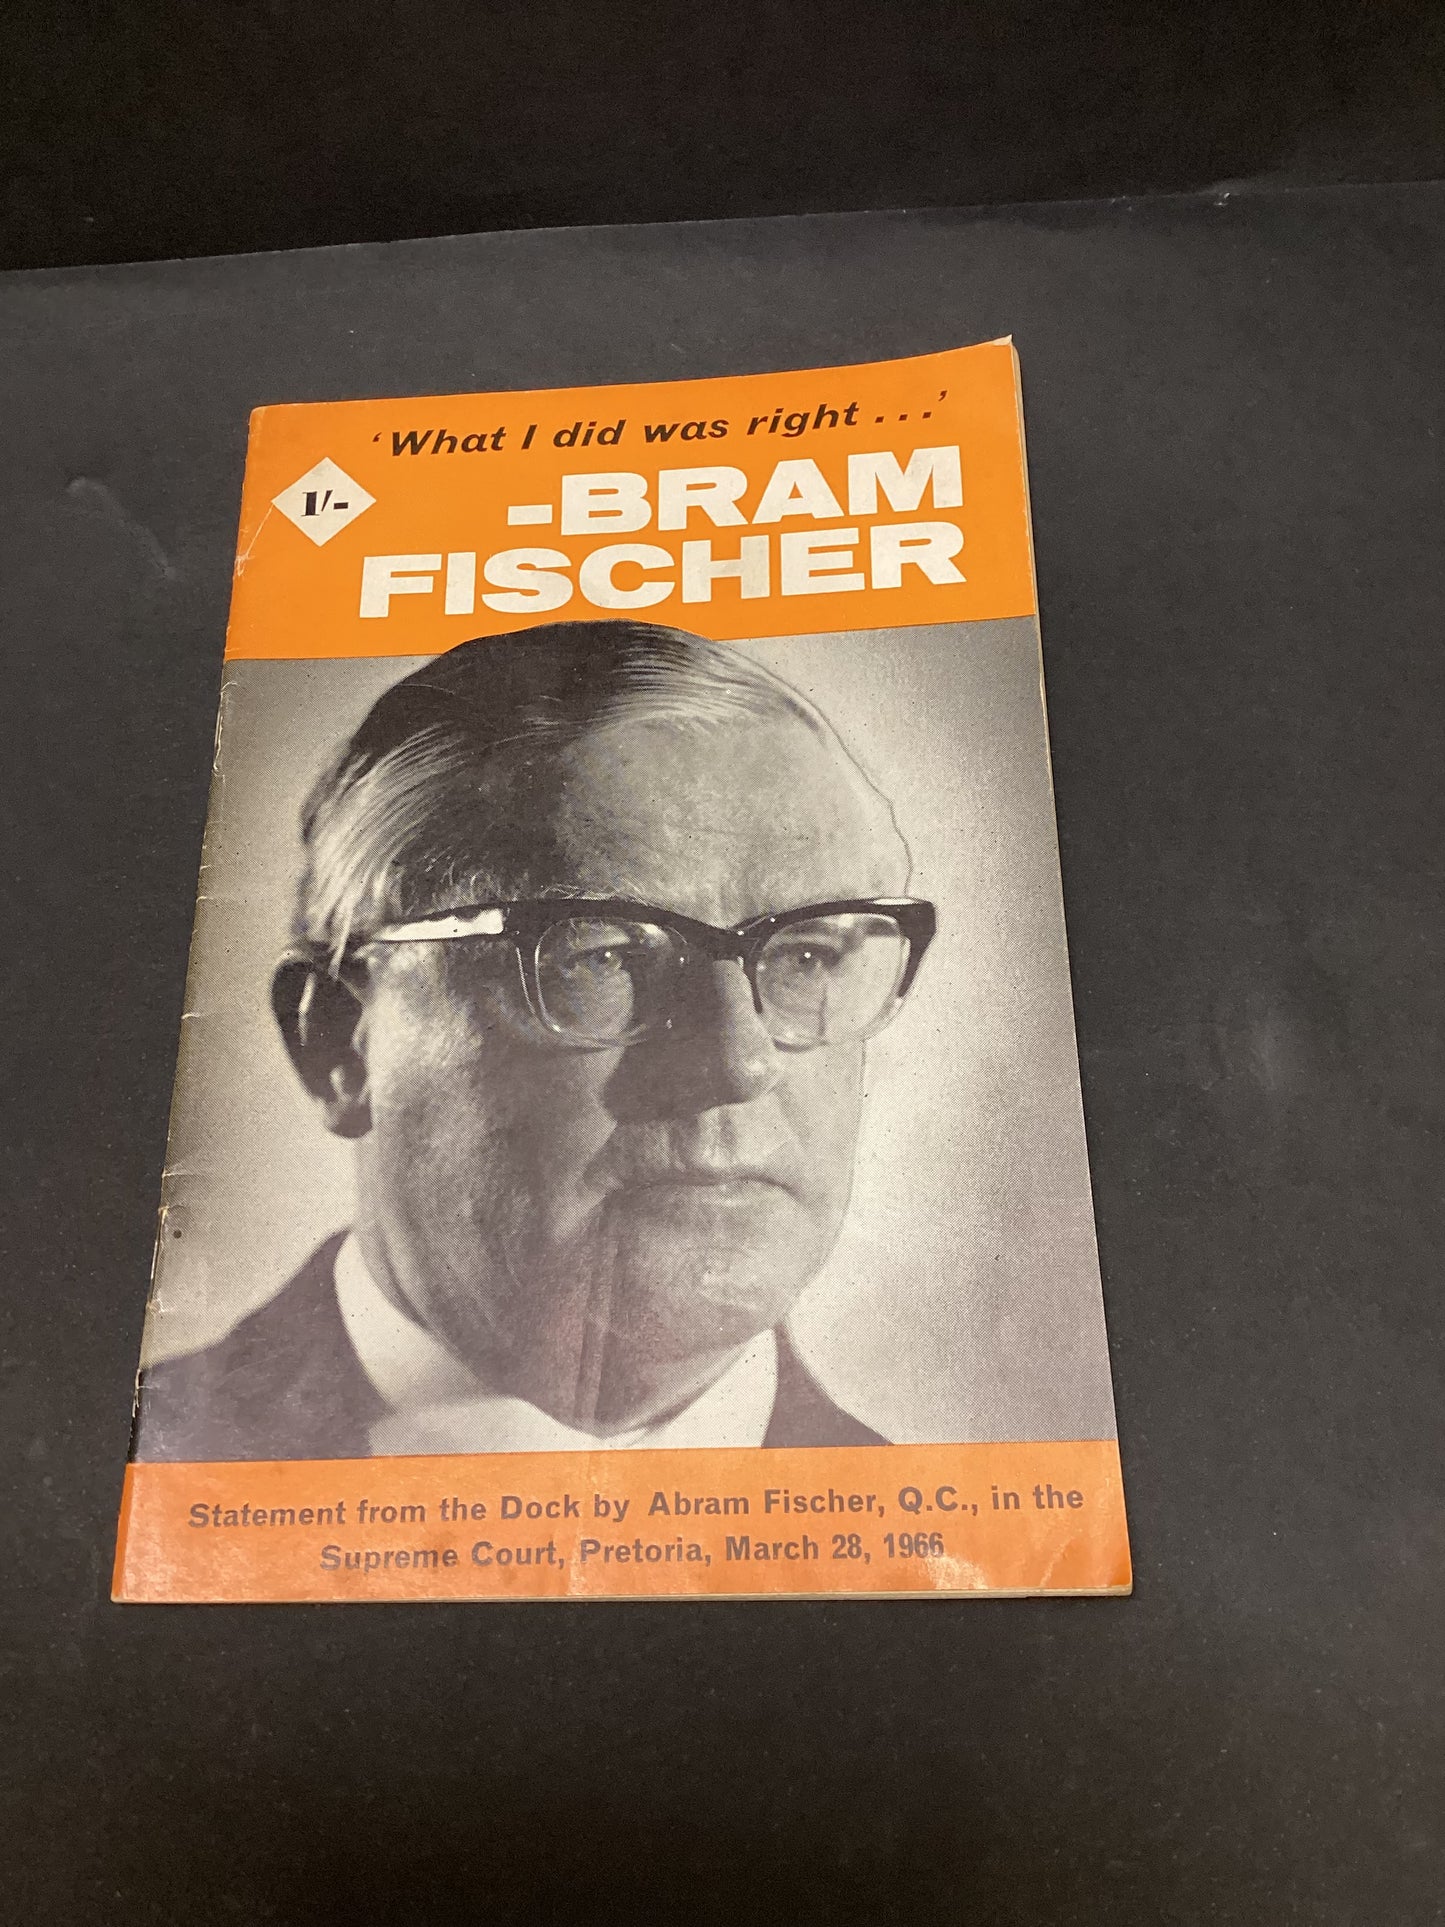 ‘What I did was right . . .’
1/-
-BRAM
FISCHER
Statement from the Dock by Abram Fischer, Q.C., in the
Supreme Court, Pretoria, March 28, 1966